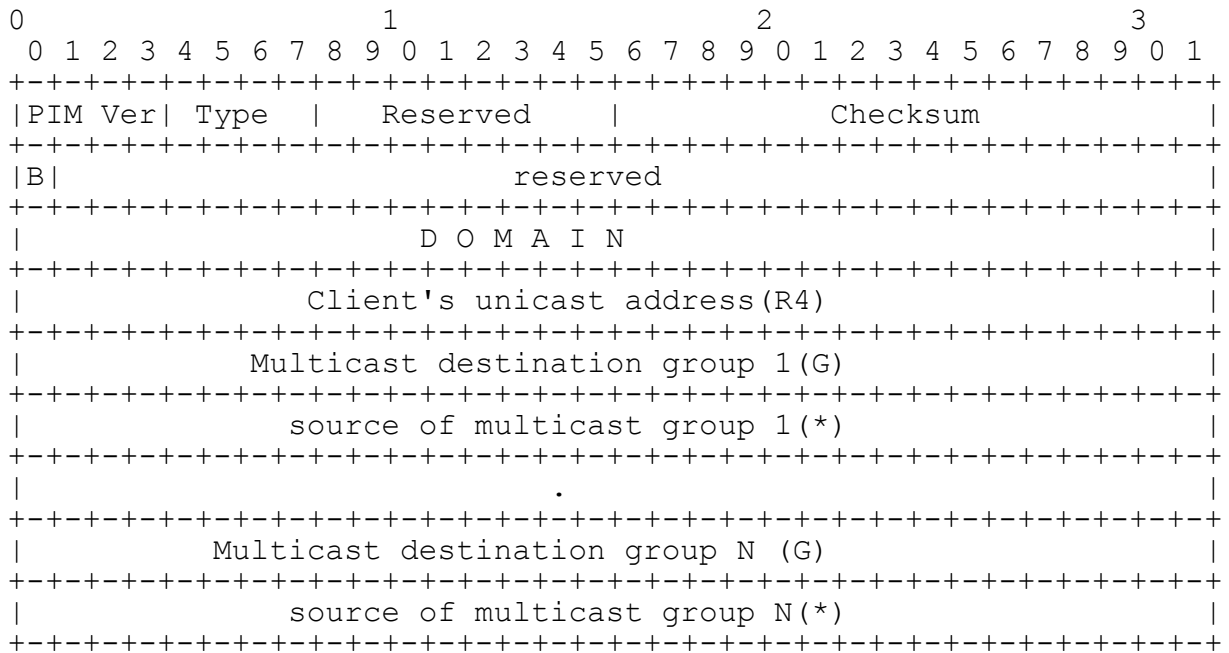 0                   1                   2                   3
 0 1 2 3 4 5 6 7 8 9 0 1 2 3 4 5 6 7 8 9 0 1 2 3 4 5 6 7 8 9 0 1
+-+-+-+-+-+-+-+-+-+-+-+-+-+-+-+-+-+-+-+-+-+-+-+-+-+-+-+-+-+-+-+-+
|PIM Ver| Type  |   Reserved    |           Checksum            |
+-+-+-+-+-+-+-+-+-+-+-+-+-+-+-+-+-+-+-+-+-+-+-+-+-+-+-+-+-+-+-+-+
|B|                        reserved                             |
+-+-+-+-+-+-+-+-+-+-+-+-+-+-+-+-+-+-+-+-+-+-+-+-+-+-+-+-+-+-+-+-+
|                     D O M A I N                               |
+-+-+-+-+-+-+-+-+-+-+-+-+-+-+-+-+-+-+-+-+-+-+-+-+-+-+-+-+-+-+-+-+
|               Client's unicast address(R4)                    |
+-+-+-+-+-+-+-+-+-+-+-+-+-+-+-+-+-+-+-+-+-+-+-+-+-+-+-+-+-+-+-+-+
|            Multicast destination group 1(G)                   |
+-+-+-+-+-+-+-+-+-+-+-+-+-+-+-+-+-+-+-+-+-+-+-+-+-+-+-+-+-+-+-+-+
|              source of multicast group 1(*)                   |
+-+-+-+-+-+-+-+-+-+-+-+-+-+-+-+-+-+-+-+-+-+-+-+-+-+-+-+-+-+-+-+-+
|                            .                                  |
+-+-+-+-+-+-+-+-+-+-+-+-+-+-+-+-+-+-+-+-+-+-+-+-+-+-+-+-+-+-+-+-+
|          Multicast destination group N (G)                    |
+-+-+-+-+-+-+-+-+-+-+-+-+-+-+-+-+-+-+-+-+-+-+-+-+-+-+-+-+-+-+-+-+
|              source of multicast group N(*)                   |
+-+-+-+-+-+-+-+-+-+-+-+-+-+-+-+-+-+-+-+-+-+-+-+-+-+-+-+-+-+-+-+-+